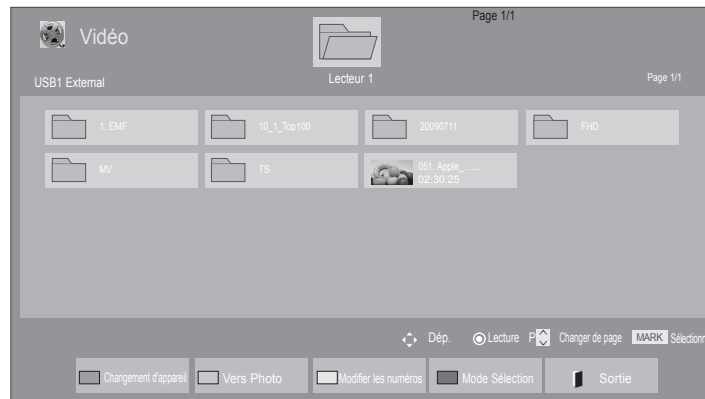 Page 1/1
Vidéo
Lecteur 1
USB1 External
Page 1/1
1. EMF
10_1_Top100
20090711
FHD
MV
TS
051. Apple_ ......
02:30:25
Dép.
Lecture
P
Changer de page
MARK
Sélectionn
Changement d'appareil
Vers Photo
Modifier les numéros
Mode Sélection
Sortie